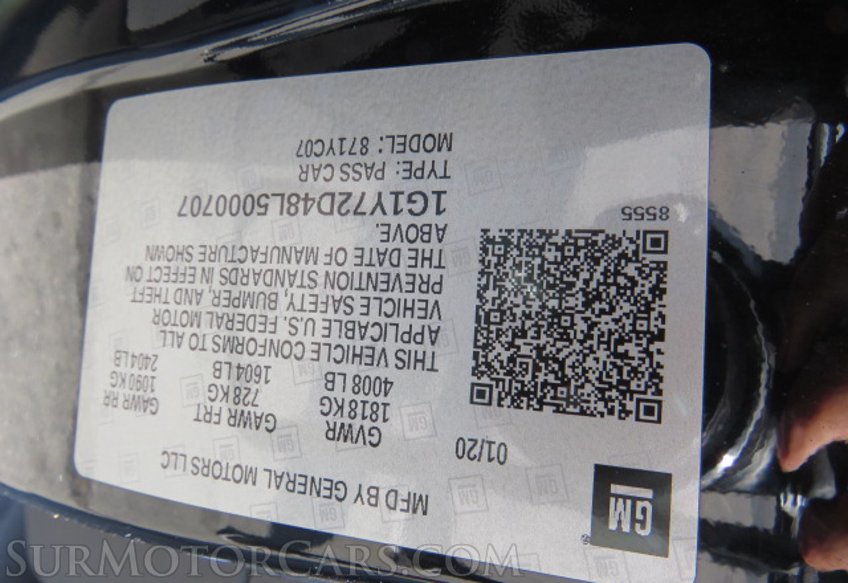 GM
MFD BY GENERAL MOTORS LLC
01/20
GVWR GAWR FRT GAWR RR
1818 KG 728 KG 1090 KG
4008 LB 1604 LB 2404 LB
THIS VEHICLE CONFORMS TO ALL
APPLICABLE U.S. FEDERAL MOTOR
VEHICLE SAFETY, BUMPER, AND THEFT
PREVENTION STANDARDS IN EFFECT ON
THE DATE OF MANUFACTURE SHOWN
ABOVE.
1G1Y72D48L5000707
TYPE: PASS CAR
MODEL: 871YC07
8555
SURMOTORCARS.COM